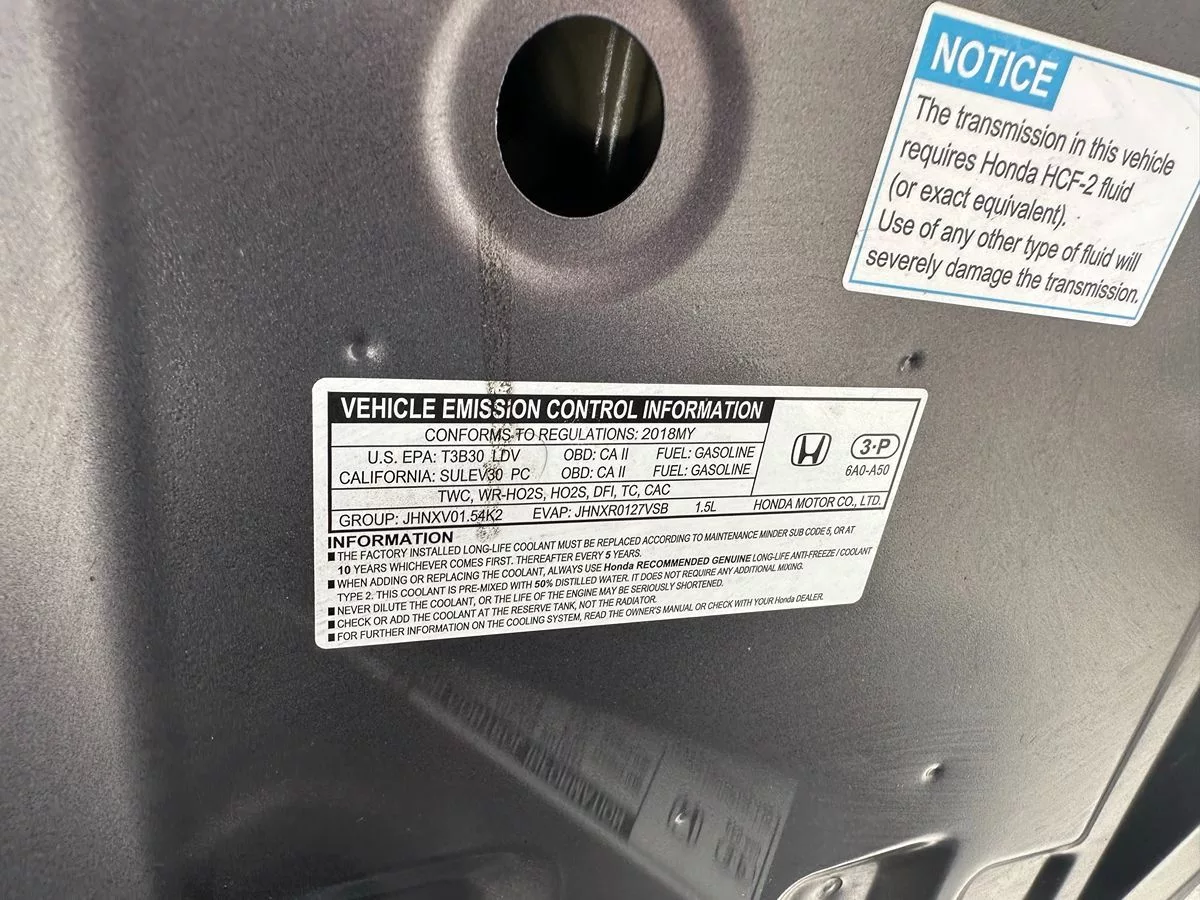 NOTICE
The transmission in this vehicle
requires Honda HCF-2 fluid
(or exact equivalent).
Use of any other type of fluid will
severely damage the transmission.
VEHICLE EMISSION CONTROL INFORMATION
CONFORMS TO REGULATIONS: 2018MY
U.S. EPA: T3B30 LDV OBD: CA II FUEL: GASOLINE
CALIFORNIA: SULEV30 PC OBD: CA II FUEL: GASOLINE
TWC, WR-HO2S, HO2S, DFI, TC, CAC
GROUP: JHNXV01.54K2 EVAP: JHNXR0127VSB 1.5L
3-P
6A0-A50
HONDA MOTOR CO., LTD.
INFORMATION
■ THE FACTORY INSTALLED LONG-LIFE COOLANT MUST BE REPLACED ACCORDING TO MAINTENANCE MINDER SUB CODE 5, OR AT
10 YEARS WHICHEVER COMES FIRST. THEREAFTER EVERY 5 YEARS.
■ WHEN ADDING OR REPLACING THE COOLANT, ALWAYS USE Honda RECOMMENDED GENUINE LONG-LIFE ANTI-FREEZE / COOLANT
TYPE 2. THIS COOLANT IS PRE-MIXED WITH 50% DISTILLED WATER. IT DOES NOT REQUIRE ANY ADDITIONAL MIXING.
■ NEVER DILUTE THE COOLANT, OR THE LIFE OF THE ENGINE MAY BE SERIOUSLY SHORTENED.
■ CHECK OR ADD THE COOLANT AT THE RESERVE TANK, NOT THE RADIATOR.
■ FOR FURTHER INFORMATION ON THE COOLING SYSTEM, READ THE OWNER'S MANUAL OR CHECK WITH YOUR Honda DEALER.